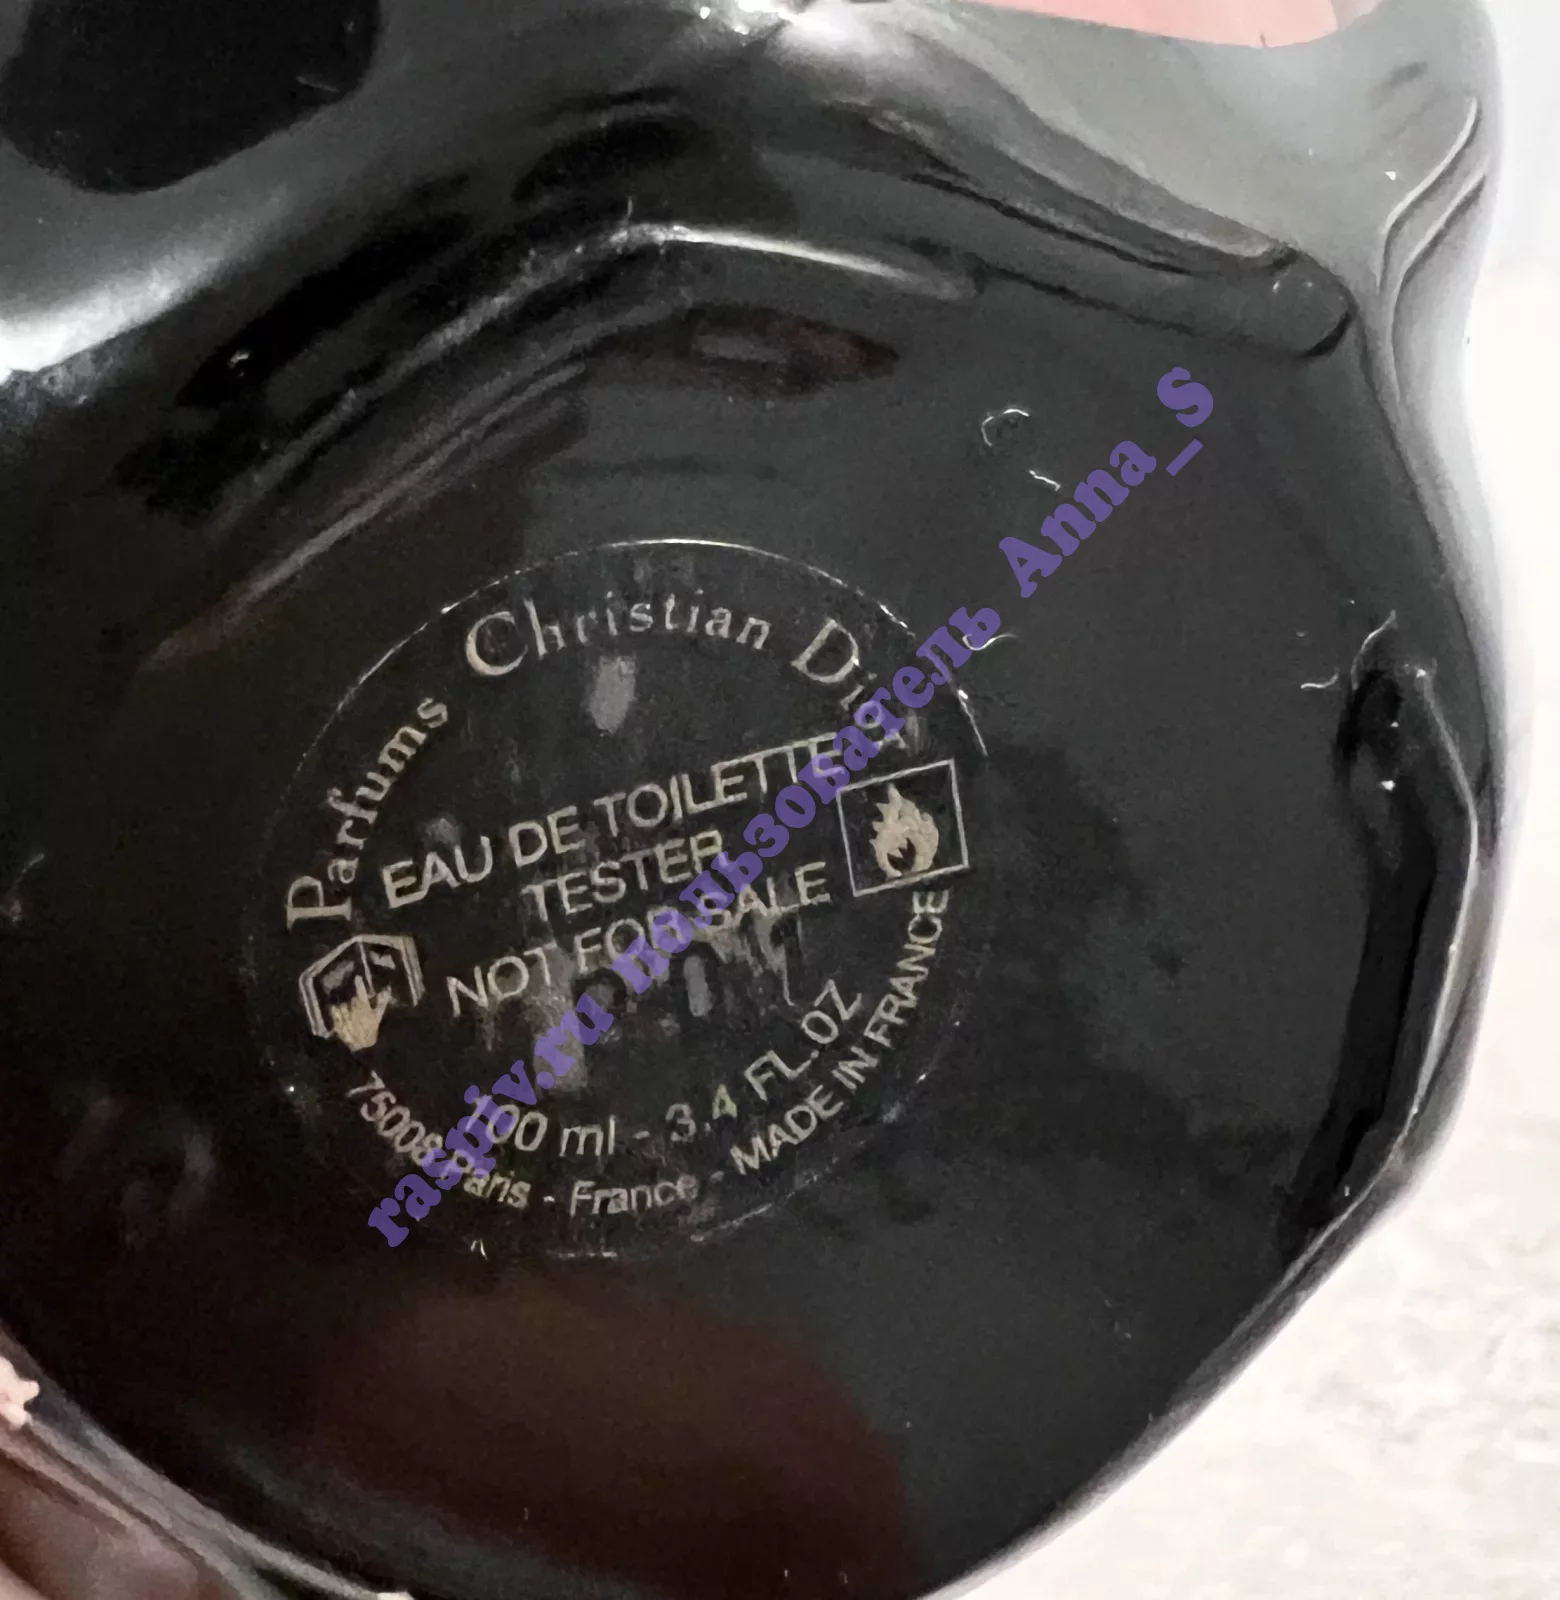 Parfums Christian Dior
EAU DE TOILETTE
TESTER
NOT FOR SALE
100 ml - 3.4 FL.OZ
75008 Paris - France - MADE IN FRANCE
raspiv.ru пользователь Anna_S